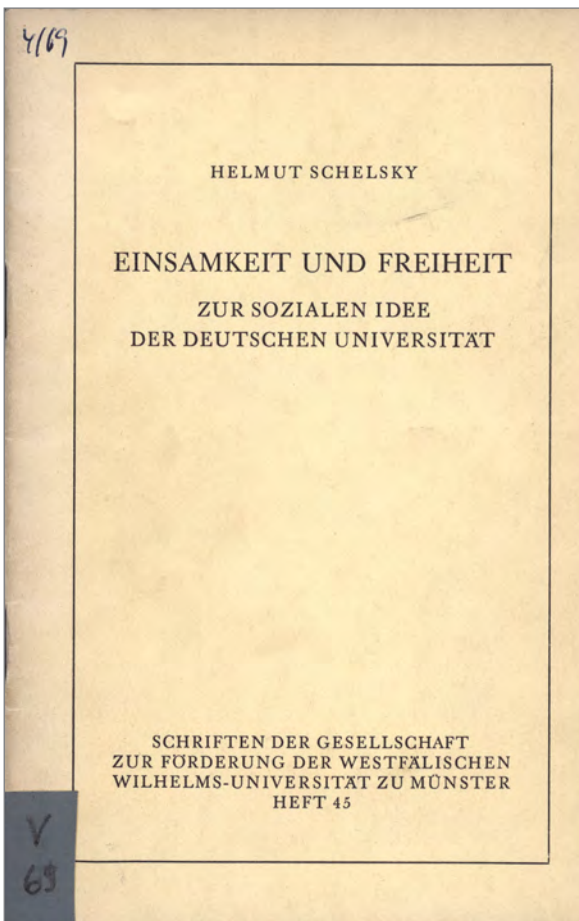 4/69
HELMUT SCHELSKY
EINSAMKEIT UND FREIHEIT
ZUR SOZIALEN IDEE
DER DEUTSCHEN UNIVERSITÄT
SCHRIFTEN DER GESELLSCHAFT
ZUR FÖRDERUNG DER WESTFÄLISCHEN
WILHELMS-UNIVERSITÄT ZU MÜNSTER
HEFT 45
V
69